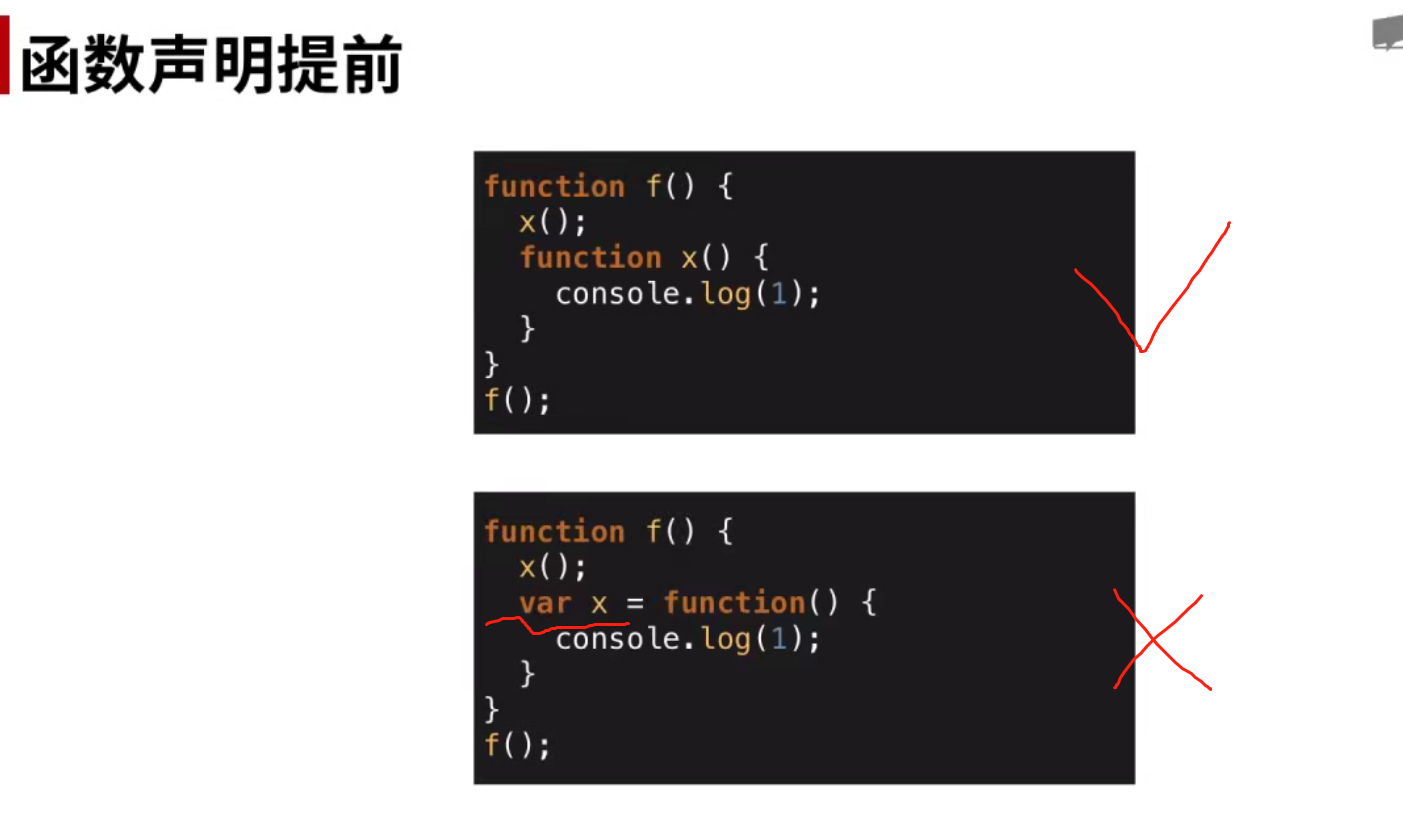 函数声明提前
function f() {
  x();
  function x() {
    console.log(1);
  }
}
f();
function f() {
  x();
  var x = function() {
    console.log(1);
  }
}
f();